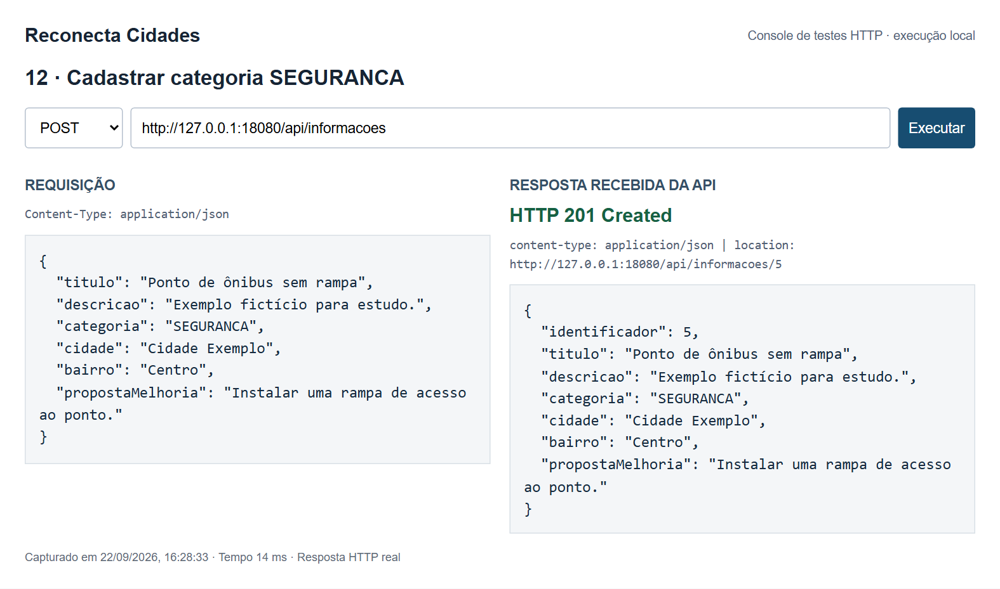 Reconecta Cidades
Console de testes HTTP · execução local
12 · Cadastrar categoria SEGURANCA
POST
http://127.0.0.1:18080/api/informacoes
Executar
REQUISIÇÃO
Content-Type: application/json
{
  "titulo": "Ponto de ônibus sem rampa",
  "descricao": "Exemplo fictício para estudo.",
  "categoria": "SEGURANCA",
  "cidade": "Cidade Exemplo",
  "bairro": "Centro",
  "propostaMelhoria": "Instalar uma rampa de acesso
ao ponto."
}
RESPOSTA RECEBIDA DA API
HTTP 201 Created
content-type: application/json | location:
http://127.0.0.1:18080/api/informacoes/5
{
  "identificador": 5,
  "titulo": "Ponto de ônibus sem rampa",
  "descricao": "Exemplo fictício para estudo.",
  "categoria": "SEGURANCA",
  "cidade": "Cidade Exemplo",
  "bairro": "Centro",
  "propostaMelhoria": "Instalar uma rampa de acesso
ao ponto."
}
Capturado em 22/09/2026, 16:28:33 · Tempo 14 ms · Resposta HTTP real